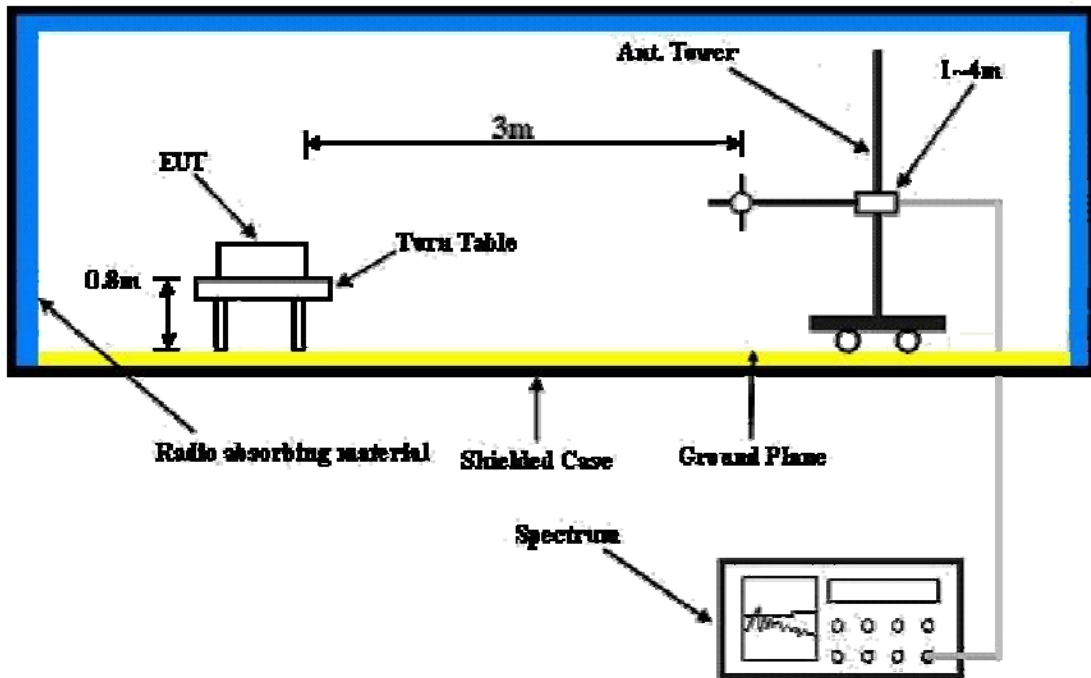 Ant. Tower
1~4m
3m
EUT
Turn Table
0.8m
Radio absorbing material
Shielded Case
Ground Plane
Spectrum